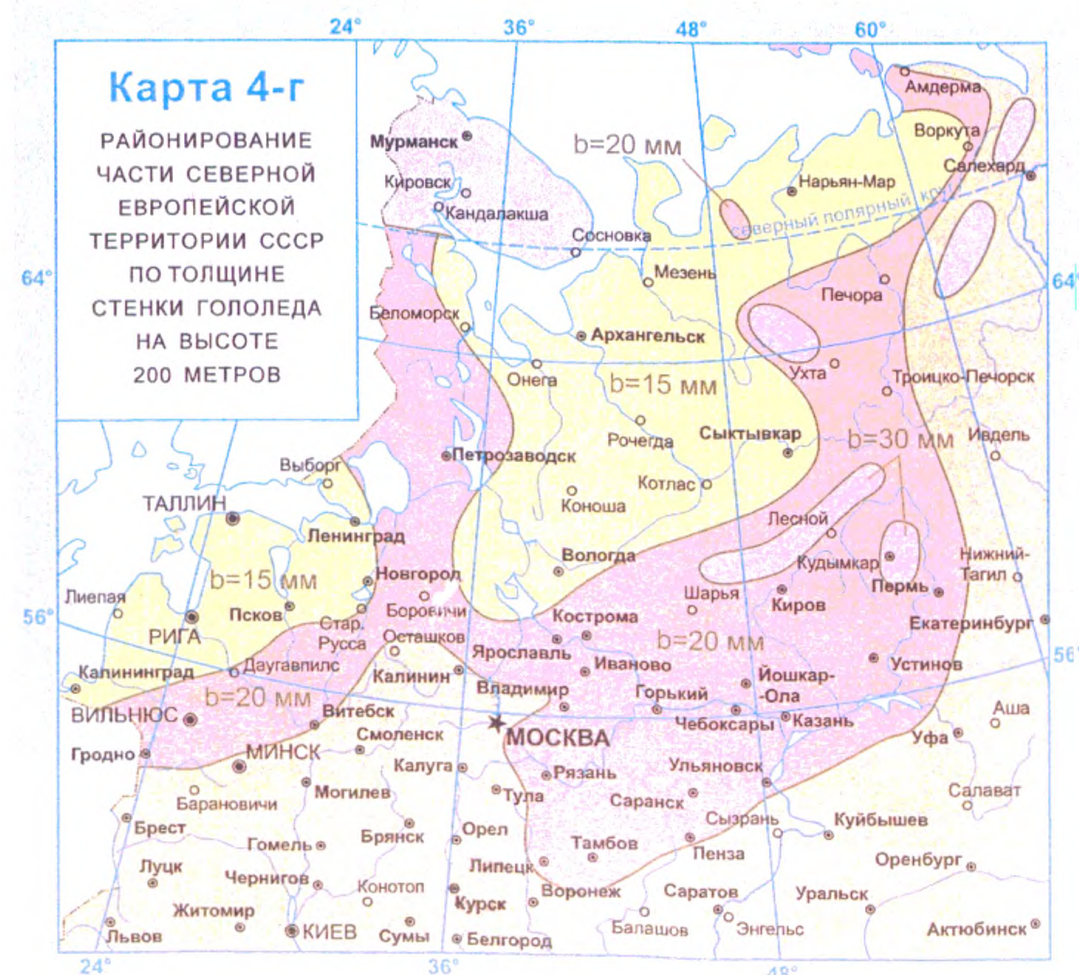 24°
36°
48°
60°
Карта 4-г
РАЙОНИРОВАНИЕ
ЧАСТИ СЕВЕРНОЙ
ЕВРОПЕЙСКОЙ
ТЕРРИТОРИИ СССР
ПО ТОЛЩИНЕ
СТЕНКИ ГОЛОЛЕДА
НА ВЫСОТЕ
200 МЕТРОВ
Амдерма
Воркута
Салехард
Мурманск
b=20 мм
Кировск
Нарьян-Мар
Кандалакша
северный полярный круг
Сосновка
Мезень
64°
64°
Печора
Беломорск
Архангельск
Онега
b=15 мм
Ухта
Троицко-Печорск
Рочегда
Сыктывкар
b=30 мм
Ивдель
Петрозаводск
Выборг
Котлас
ТАЛЛИН
Коноша
Лесной
Ленинград
Вологда
Кудымкар
Нижний-
Тагил
b=15 мм
Новгород
Пермь
Лиепая
Псков
Боровичи
Шарья
Киров
56°
РИГА
Стар.
Русса
Кострома
Екатеринбург
Осташков
Ярославль
b=20 мм
56°
Калининград
Даугавпилс
Калинин
Иваново
Устинов
b=20 мм
Владимир
Горький
Йошкар-
-Ола
ВИЛЬНЮС
Витебск
Чебоксары
Казань
Аша
МОСКВА
Уфа
Гродно
МИНСК
Смоленск
Калуга
Рязань
Ульяновск
Барановичи
Могилев
Тула
Саранск
Салават
Брест
Брянск
Орел
Сызрань
Куйбышев
Гомель
Тамбов
Пенза
Оренбург
Луцк
Чернигов
Липецк
Конотоп
Воронеж
Саратов
Уральск
Житомир
Курск
Львов
КИЕВ
Сумы
Белгород
Балашов
Энгельс
Актюбинск
24°
36°
48°